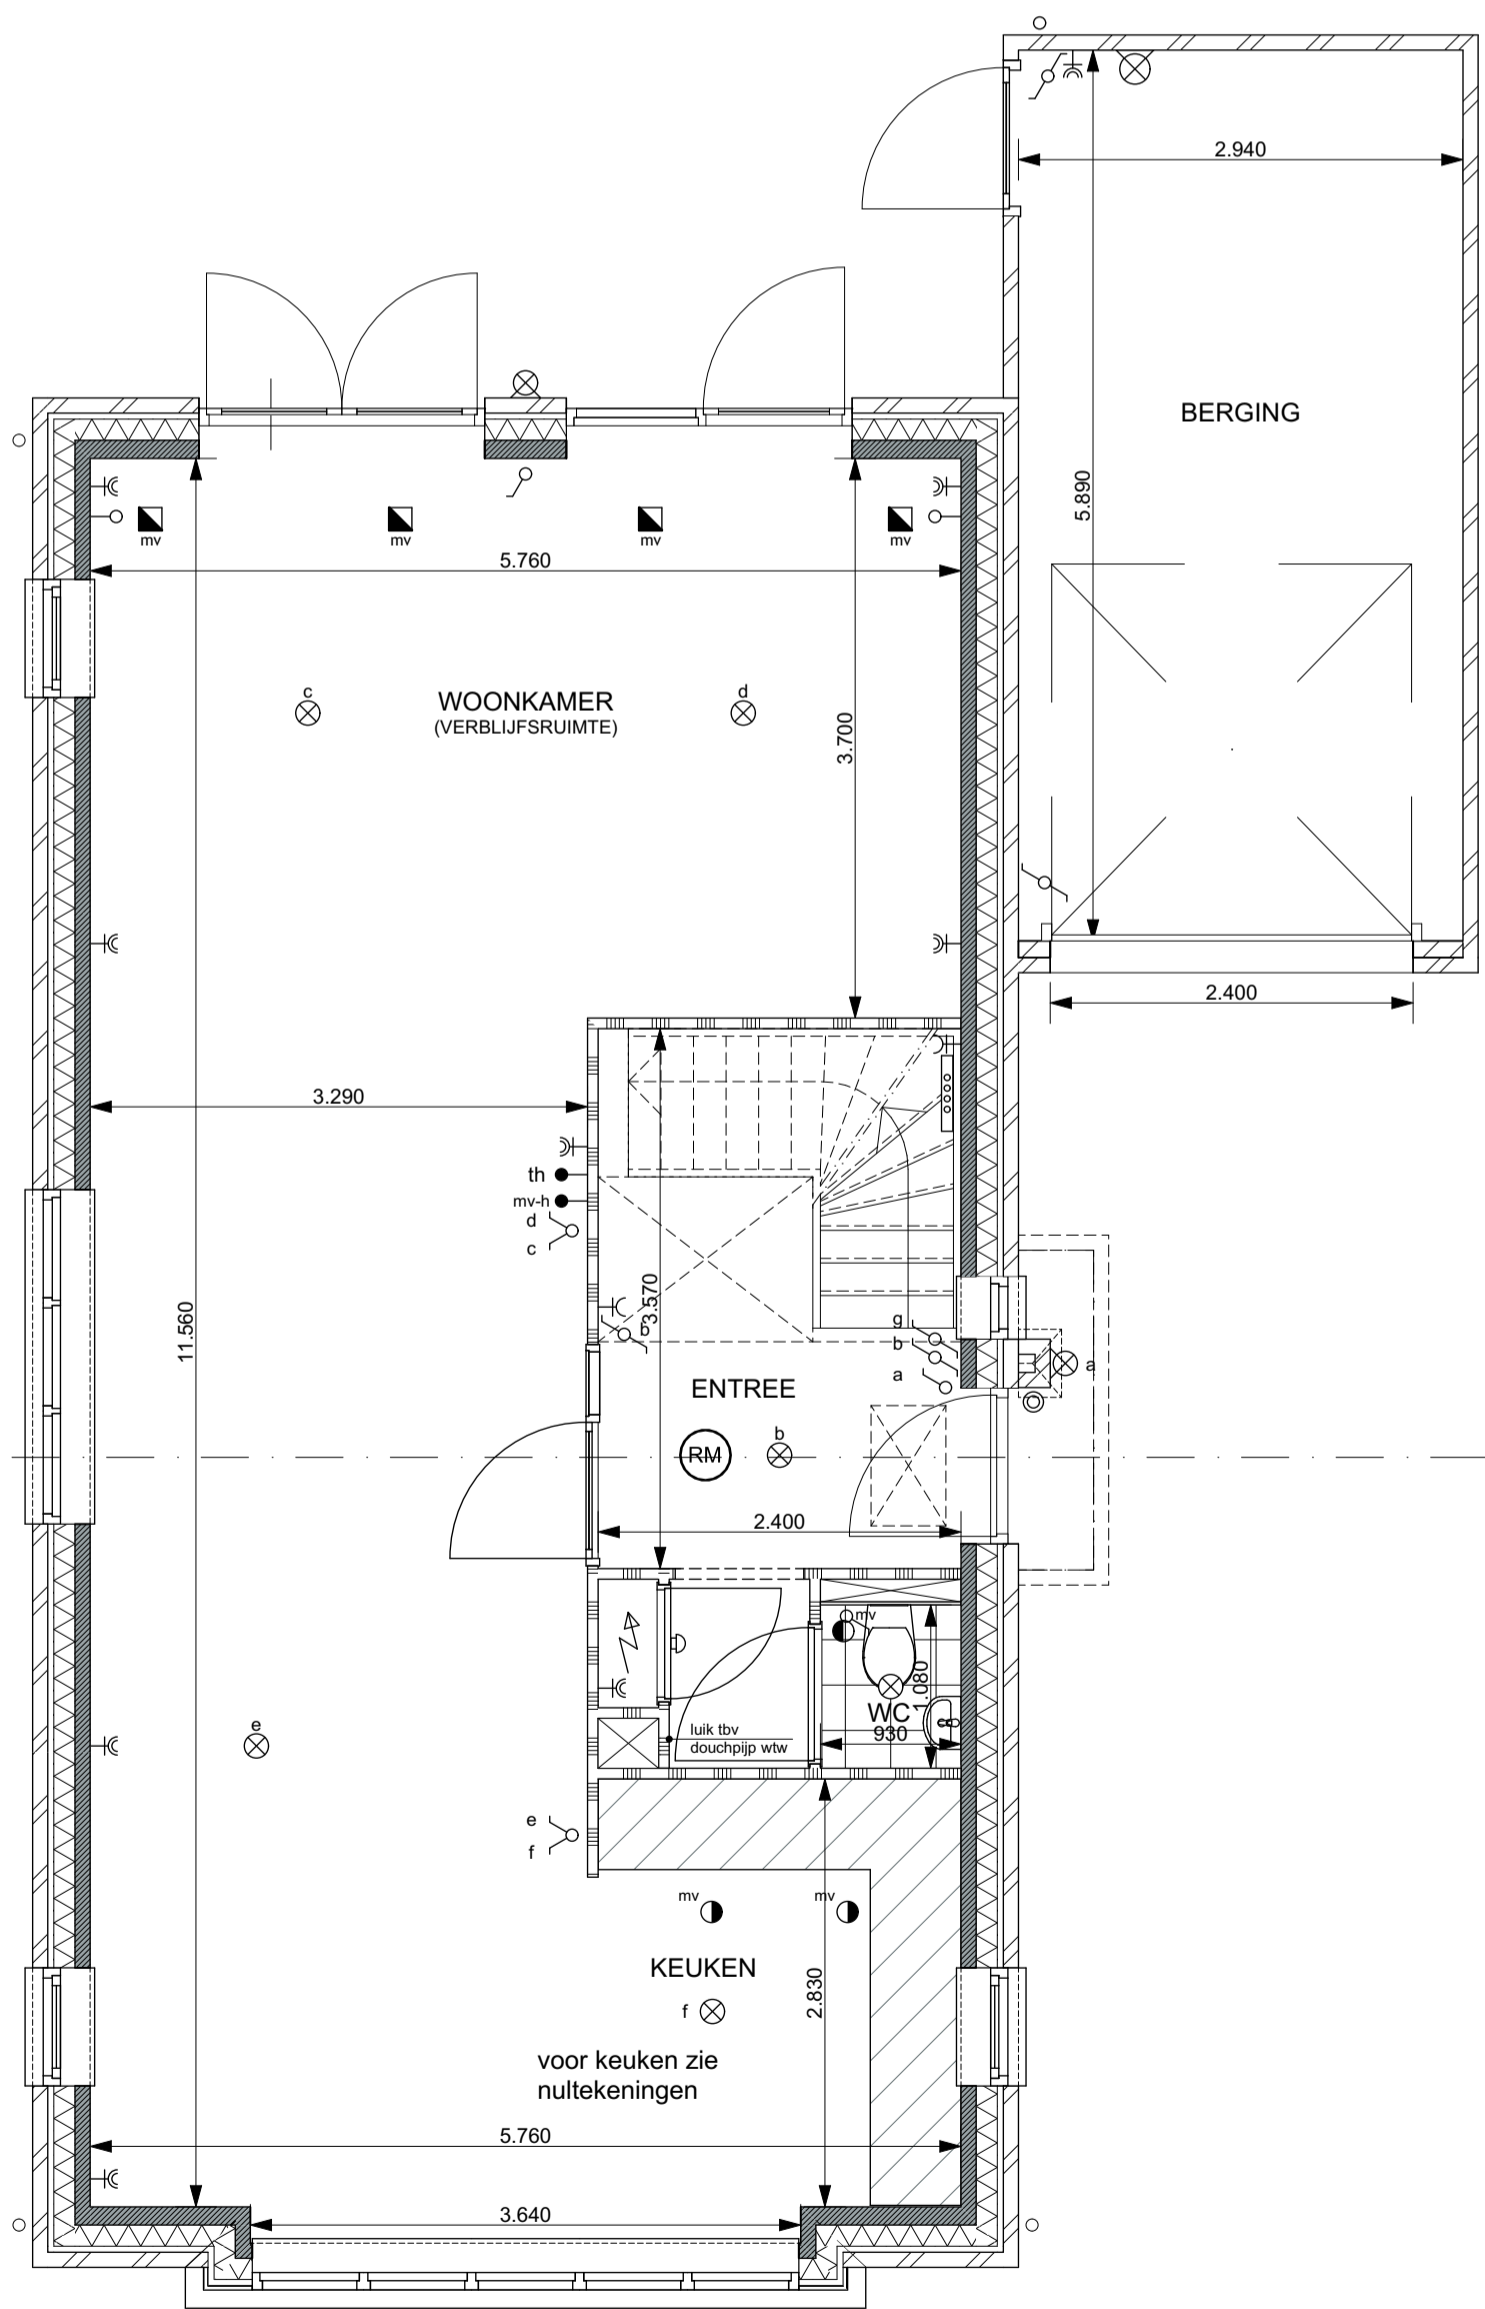 2.940
BERGING
5.890
mv
mv
mv
mv
5.760
c
WOONKAMER
(VERBLIJFSRUIMTE)
d
3.700
2.400
3.290
th
mv-h
d
c
11.560
3.570
b
g
b
a
a
ENTREE
RM
b
2.400
mv
1.080
WC
930
luik tbv
douchpijp wtw
e
e
f
mv
mv
KEUKEN
2.830
f
voor keuken zie
nultekeningen
5.760
3.640